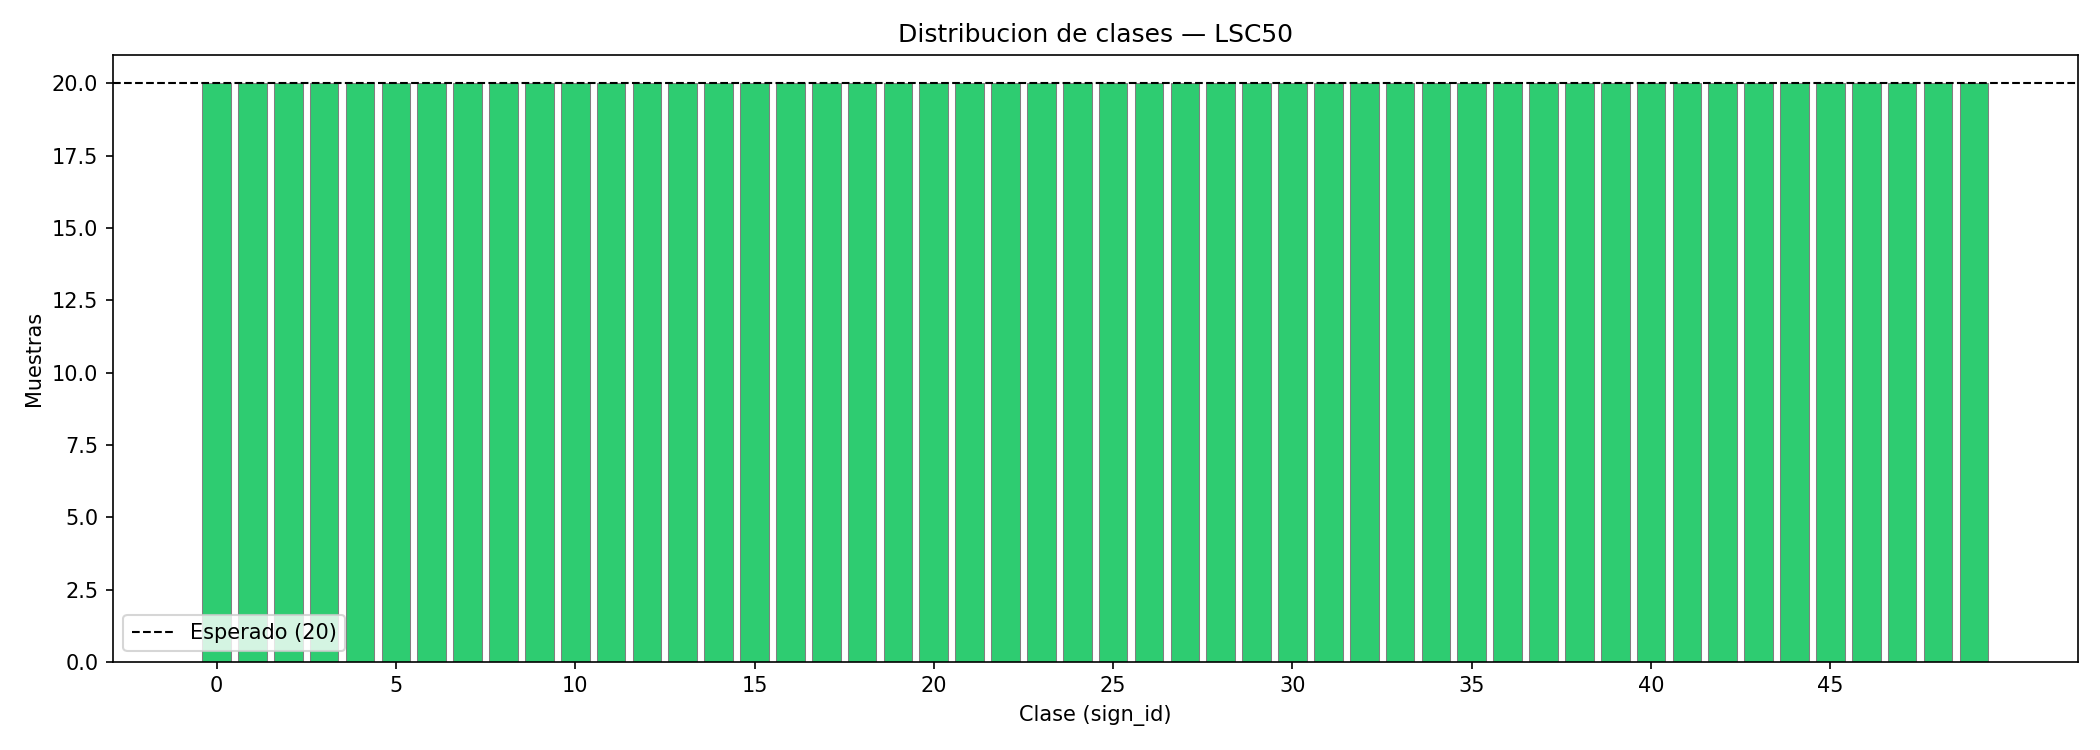 Distribucion de clases — LSC50
20.0
17.5
15.0
12.5
10.0
7.5
5.0
2.5
0.0
Muestras
Esperado (20)
0 5 10 15 20 25 30 35 40 45
Clase (sign_id)